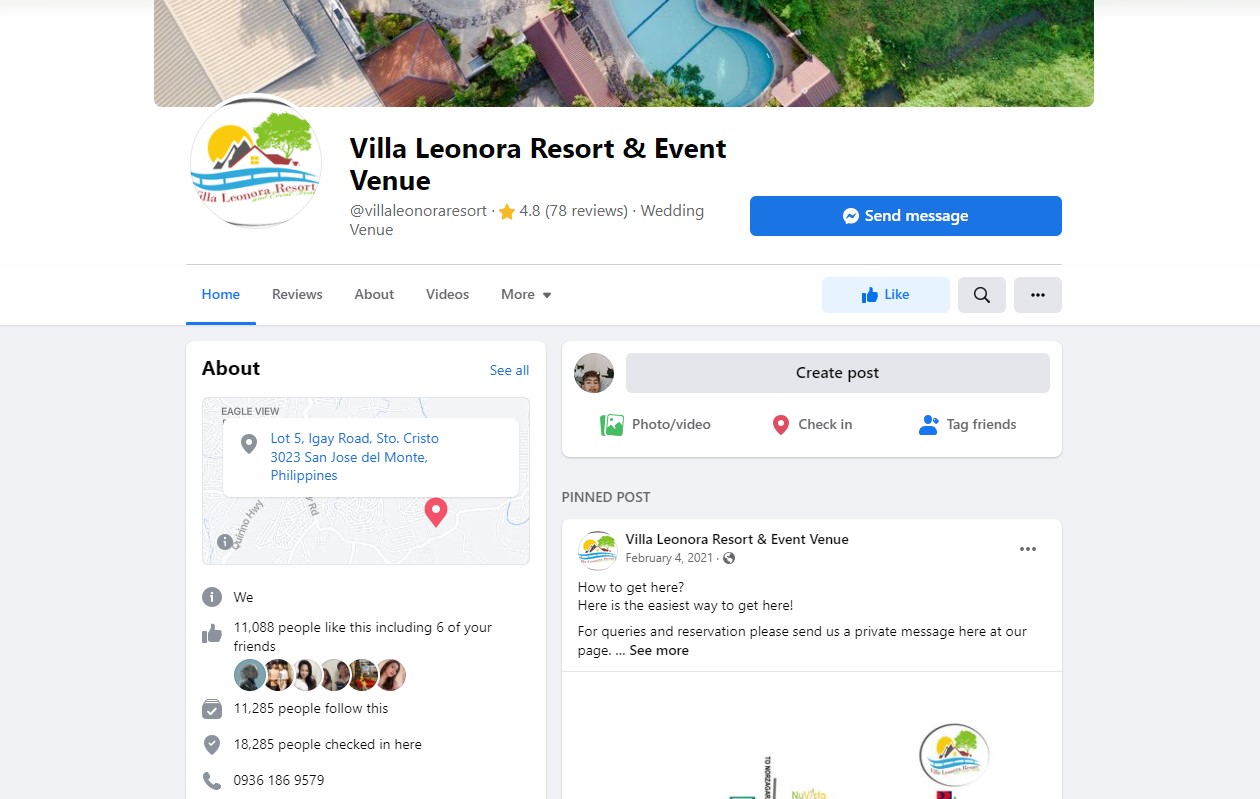 Villa Leonora Resort
Villa Leonora Resort & Event
Venue
@villaleonoraresort · 4.8 (78 reviews) · Wedding
Venue
Send message
Home
Reviews
About
Videos
More
Like
About
See all
EAGLE VIEW
Lot 5, Igay Road, Sto. Cristo
3023 San Jose del Monte,
Philippines
Quirino Hwy
Rd
We
11,088 people like this including 6 of your
friends
11,285 people follow this
18,285 people checked in here
0936 186 9579
Create post
Photo/video
Check in
Tag friends
PINNED POST
Villa Leonora Resort & Event Venue
February 4, 2021 ·
How to get here?
Here is the easiest way to get here!
For queries and reservation please send us a private message here at our
page. ... See more
Villa Leonora Resort
TO NORZAGAR
NuVista